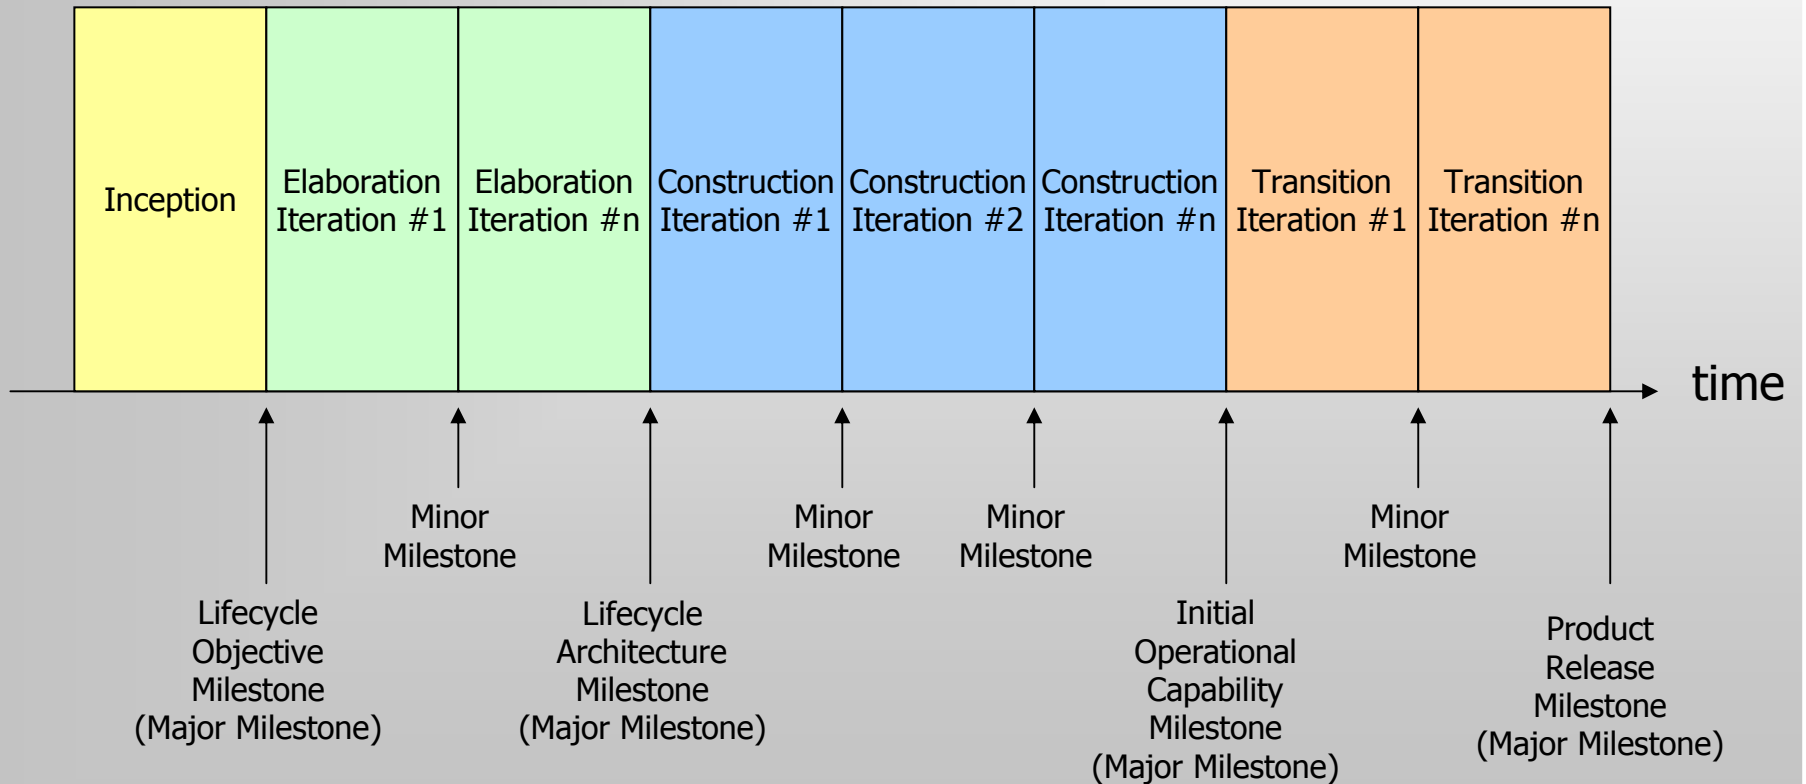 Inception
Elaboration
Iteration #1
Elaboration
Iteration #n
Construction
Iteration #1
Construction
Iteration #2
Construction
Iteration #n
Transition
Iteration #1
Transition
Iteration #n
time
Minor
Milestone
Minor
Milestone
Minor
Milestone
Minor
Milestone
Lifecycle
Objective
Milestone
(Major Milestone)
Lifecycle
Architecture
Milestone
(Major Milestone)
Initial
Operational
Capability
Milestone
(Major Milestone)
Product
Release
Milestone
(Major Milestone)